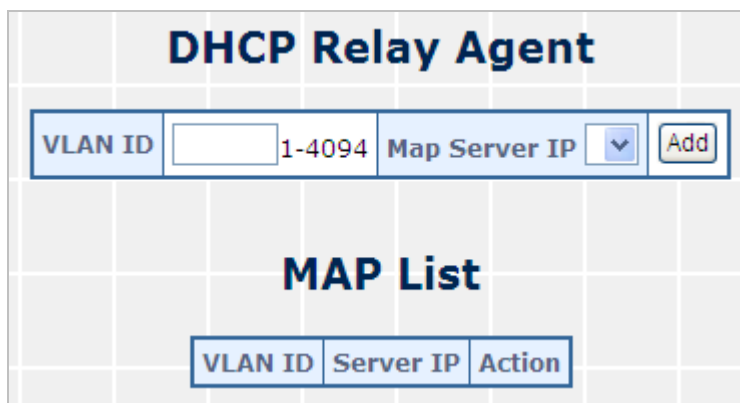 DHCP Relay Agent
VLAN ID 1-4094 Map Server IP Add
MAP List
VLAN ID Server IP Action